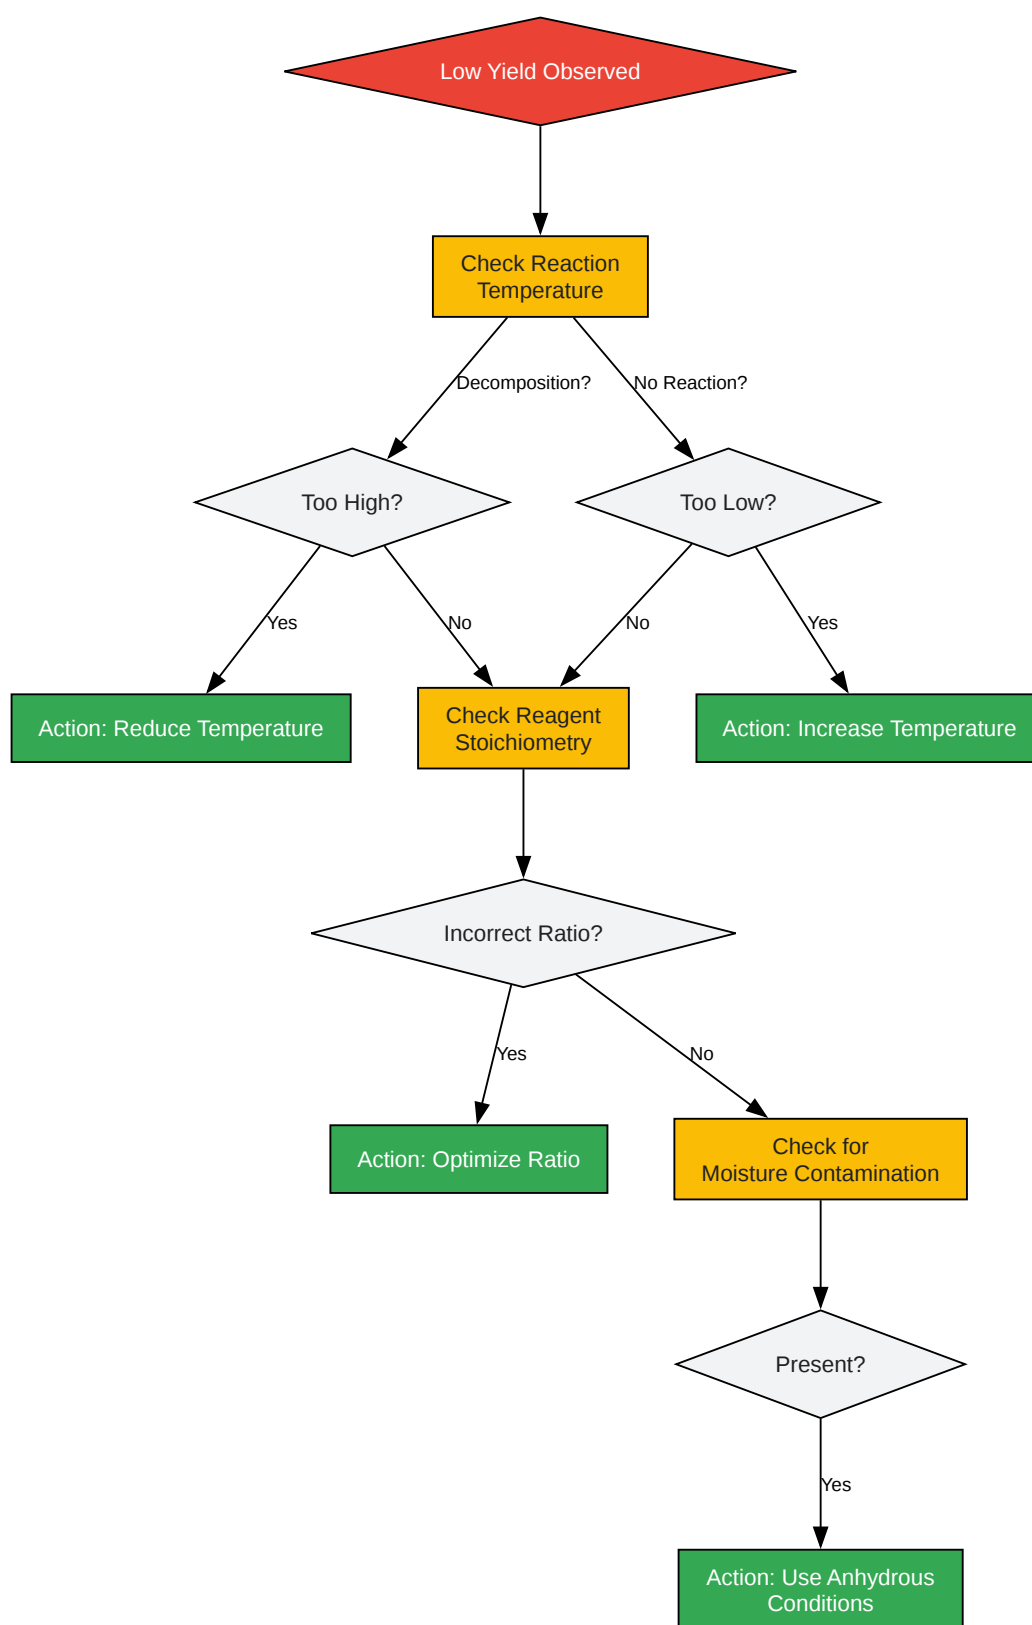 Low Yield Observed
Check Reaction
Temperature
Decomposition?
No Reaction?
Too High?
Too Low?
Yes
No
No
Yes
Action: Reduce Temperature
Check Reagent
Stoichiometry
Action: Increase Temperature
Incorrect Ratio?
Yes
No
Action: Optimize Ratio
Check for
Moisture Contamination
Present?
Yes
Action: Use Anhydrous
Conditions